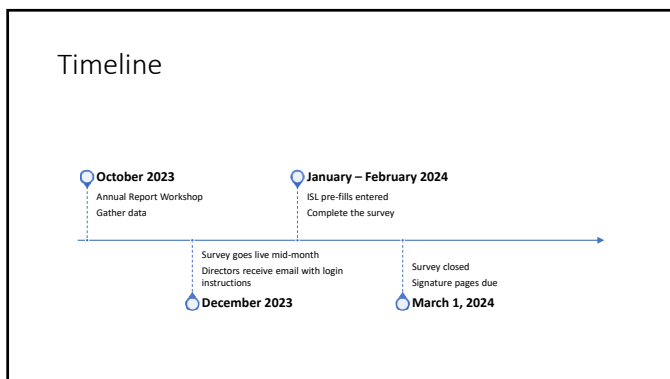 Timeline
October 2023
Annual Report Workshop
Gather data
Survey goes live mid-month
Directors receive email with login
instructions
December 2023
January – February 2024
ISL pre-fills entered
Complete the survey
Survey closed
Signature pages due
March 1, 2024